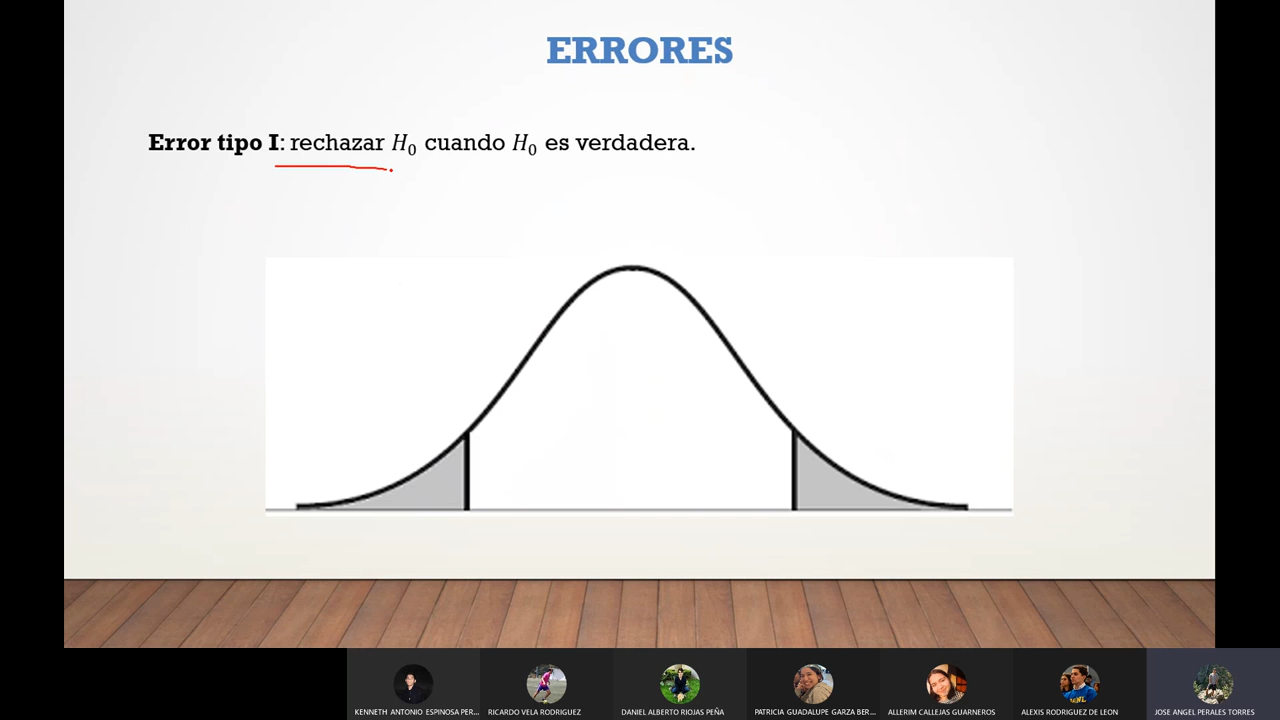 ERRORES
Error tipo I: rechazar H₀ cuando H₀ es verdadera.
KENNETH ANTONIO ESPINOSA PER...
RICARDO VELA RODRIGUEZ
DANIEL ALBERTO RIOJAS PEÑA
PATRICIA GUADALUPE GARZA BER...
ALLERIM CALLEJAS GUARNEROS
ALEXIS RODRIGUEZ DE LEON
JOSE ANGEL PERALES TORRES